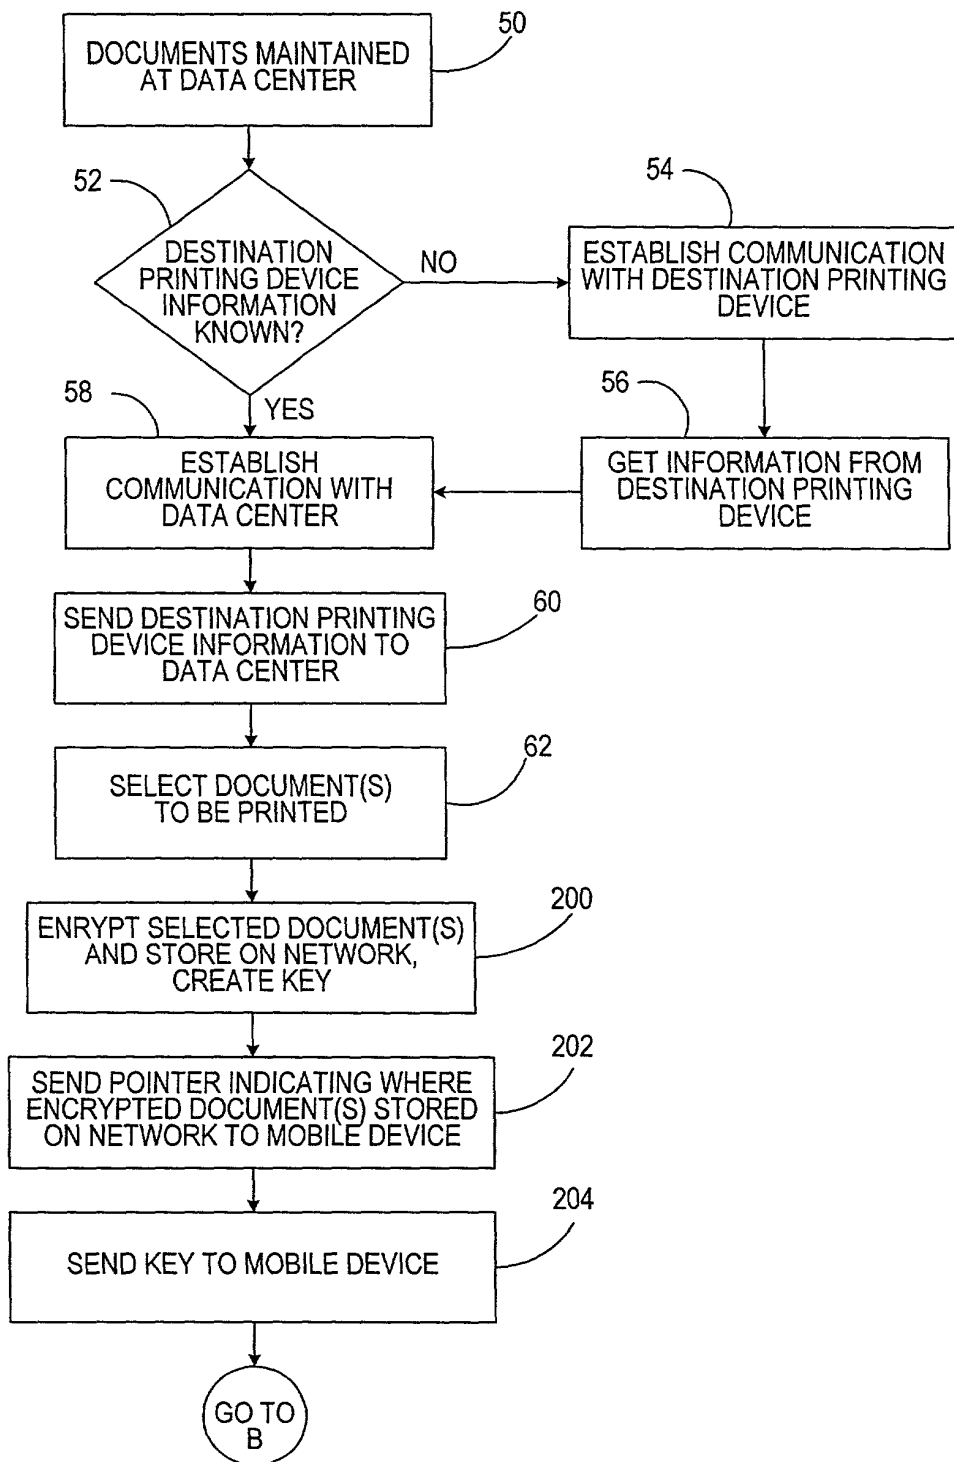 50
DOCUMENTS MAINTAINED
AT DATA CENTER
52
54
DESTINATION
PRINTING DEVICE
INFORMATION
KNOWN?
NO
ESTABLISH COMMUNICATION
WITH DESTINATION PRINTING
DEVICE
58
YES
56
ESTABLISH
COMMUNICATION WITH
DATA CENTER
GET INFORMATION FROM
DESTINATION PRINTING
DEVICE
60
SEND DESTINATION PRINTING
DEVICE INFORMATION TO
DATA CENTER
62
SELECT DOCUMENT(S)
TO BE PRINTED
200
ENRYPT SELECTED DOCUMENT(S)
AND STORE ON NETWORK,
CREATE KEY
202
SEND POINTER INDICATING WHERE
ENCRYPTED DOCUMENT(S) STORED
ON NETWORK TO MOBILE DEVICE
204
SEND KEY TO MOBILE DEVICE
GO TO
B